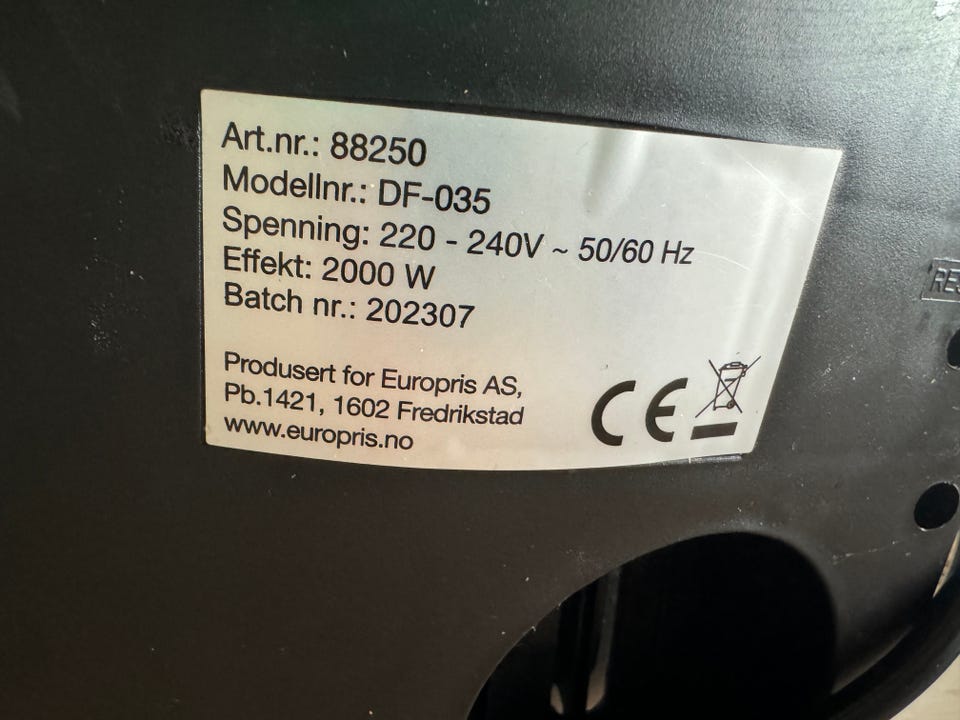 Art.nr.: 88250
Modellnr.: DF-035
Spenning: 220 - 240V ~ 50/60 Hz
Effekt: 2000 W
Batch nr.: 202307
Produsert for Europris AS,
Pb.1421, 1602 Fredrikstad
www.europris.no
CE